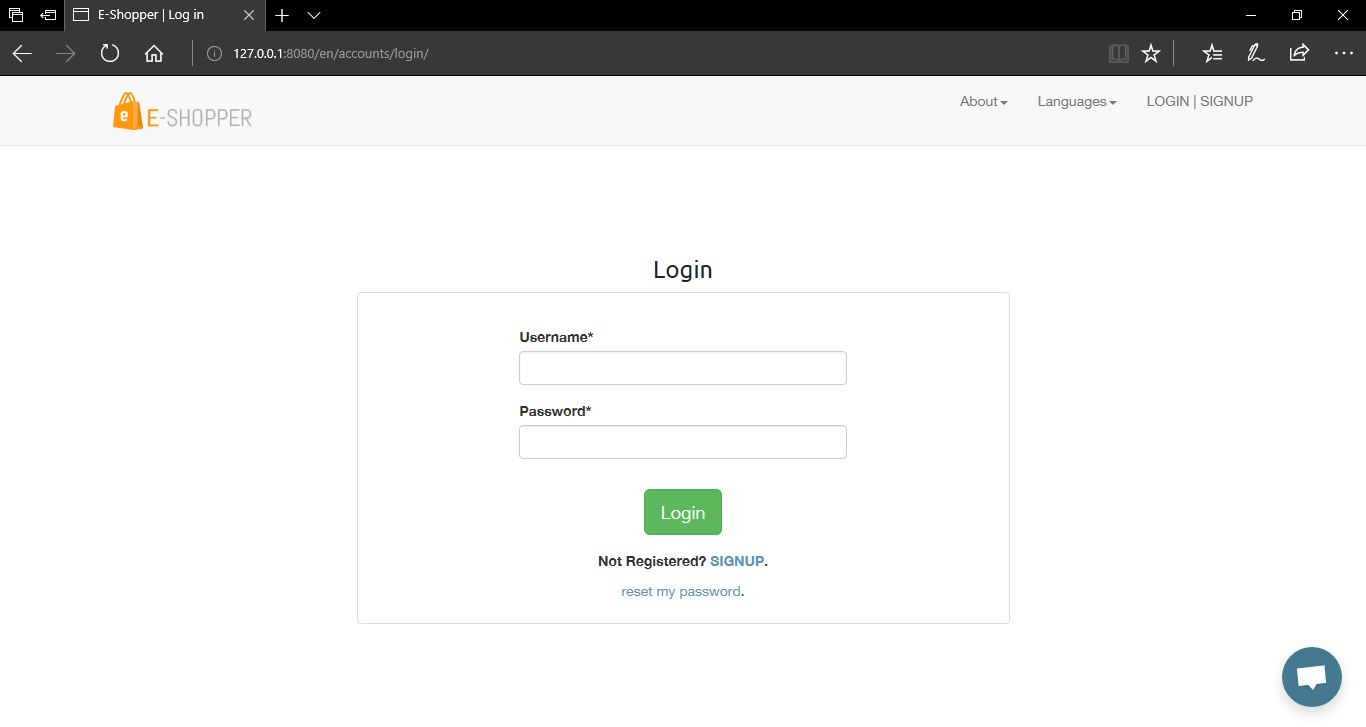 E-Shopper | Log in
127.0.0.1:8080/en/accounts/login/
e E-SHOPPER
About
Languages
LOGIN | SIGNUP
Login
Username*
Password*
Login
Not Registered? SIGNUP.
reset my password.